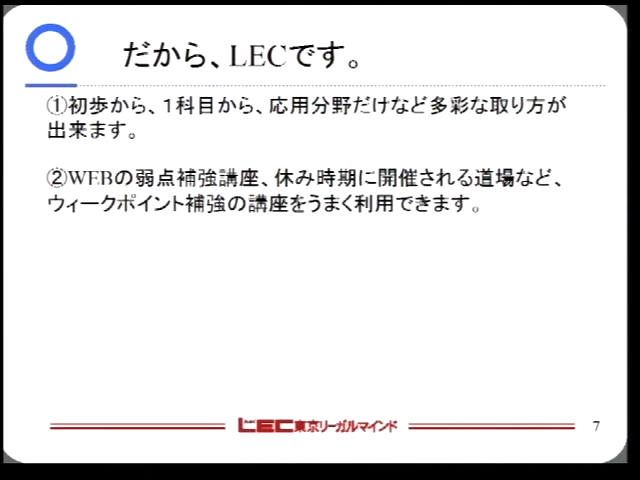 だから、LECです。
①初歩から、1科目から、応用分野だけなど多彩な取り方が
出来ます。
②WEBの弱点補強講座、休み時期に開催される道場など、
ウィークポイント補強の講座をうまく利用できます。
LEC東京リーガルマインド
7